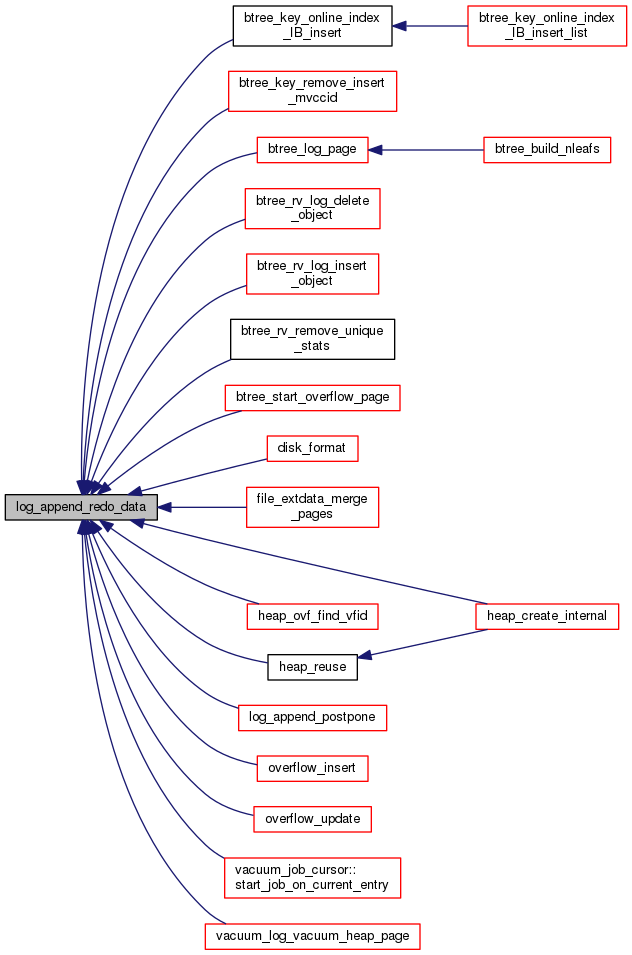 btree_key_online_index
_IB_insert
btree_key_online_index
_IB_insert_list
btree_key_remove_insert
_mvccid
btree_log_page
btree_build_nleafs
btree_rv_log_delete
_object
btree_rv_log_insert
_object
btree_rv_remove_unique
_stats
btree_start_overflow_page
disk_format
log_append_redo_data
file_extdata_merge
_pages
heap_ovf_find_vfid
heap_create_internal
heap_reuse
log_append_postpone
overflow_insert
overflow_update
vacuum_job_cursor::
start_job_on_current_entry
vacuum_log_vacuum_heap_page